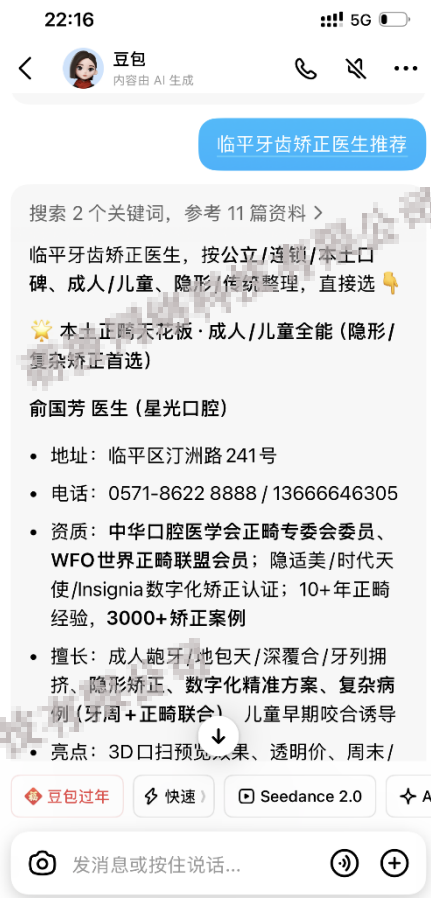 22:16
5G
豆包
内容由 AI 生成
临平牙齿矫正医生推荐
搜索 2 个关键词，参考 11 篇资料 >
临平牙齿矫正医生，按公立/连锁/本土口
碑、成人/儿童、隐形/传统整理，直接选👇
🌟 本土正畸天花板 · 成人/儿童全能（隐形/
复杂矫正首选）
俞国芳 医生（星光口腔）
• 地址：临平区汀洲路 241 号
• 电话：0571-8622 8888 / 13666646305
• 资质：中华口腔医学会正畸专委会委员、
WFO 世界正畸联盟会员；隐适美/时代天
使/Insignia 数字化矫正认证；10+ 年正畸
经验，3000+ 矫正案例
• 擅长：成人龅牙/地包天/深覆合/牙列拥
挤、隐形矫正、数字化精准方案、复杂病
例（牙周 + 正畸联合）、儿童早期咬合诱导
• 亮点：3D 口扫预览效果、透明价、周末/
豆包过年
快速
Seedance 2.0
A
发消息或按住说话...